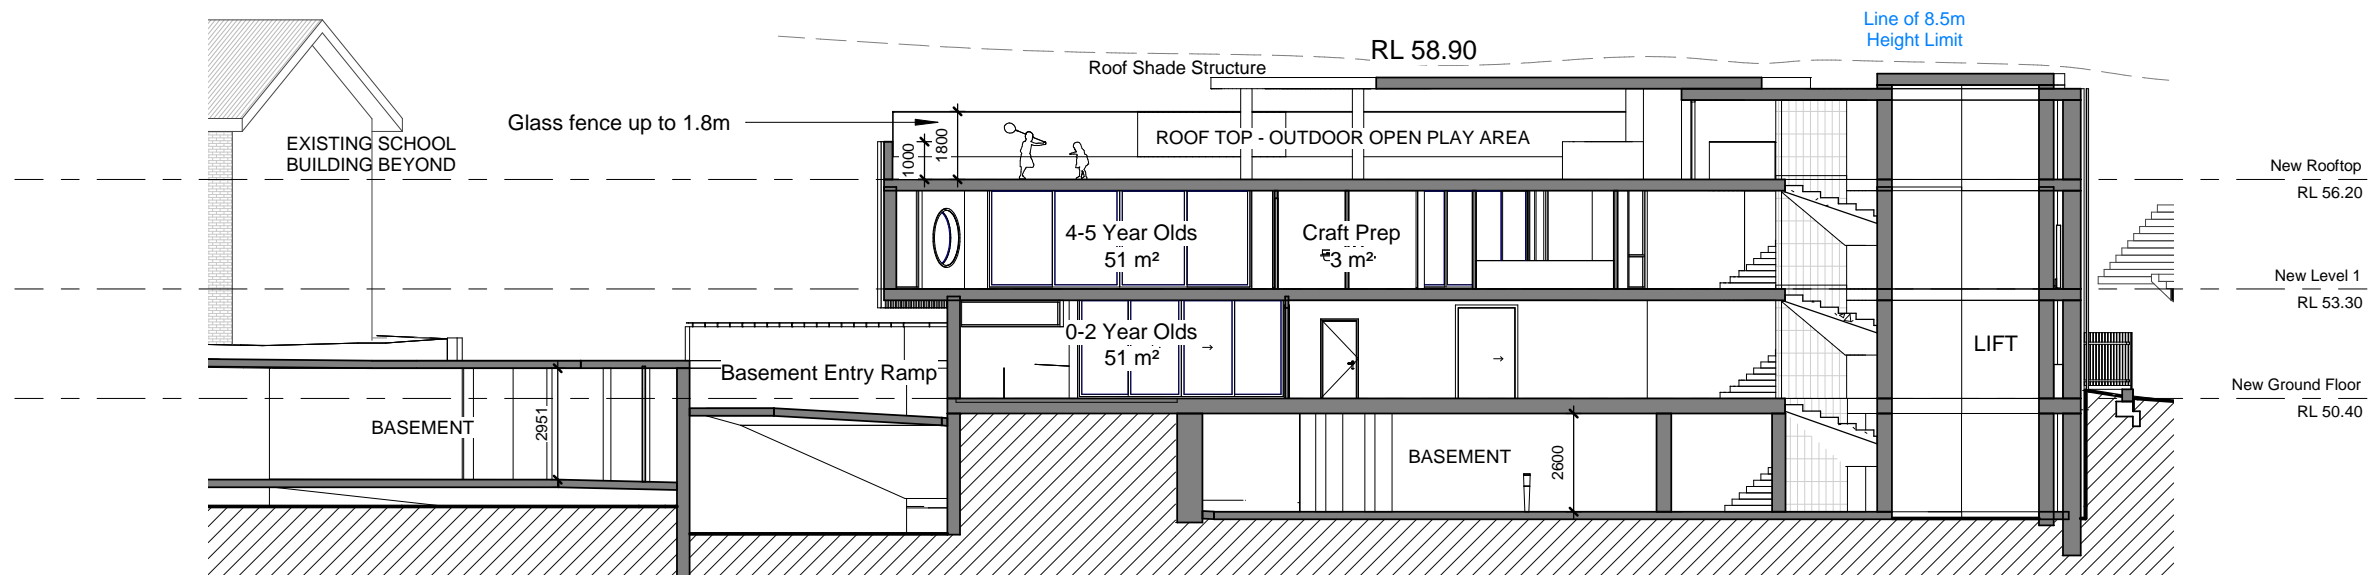 Line of 8.5m
Height Limit
RL 58.90
Roof Shade Structure
Glass fence up to 1.8m
EXISTING SCHOOL
BUILDING BEYOND
1000
1800
ROOF TOP - OUTDOOR OPEN PLAY AREA
New Rooftop
RL 56.20
4-5 Year Olds
51 m²
Craft Prep
3 m²
New Level 1
RL 53.30
0-2 Year Olds
51 m²
LIFT
Basement Entry Ramp
New Ground Floor
RL 50.40
BASEMENT
2951
BASEMENT
2600